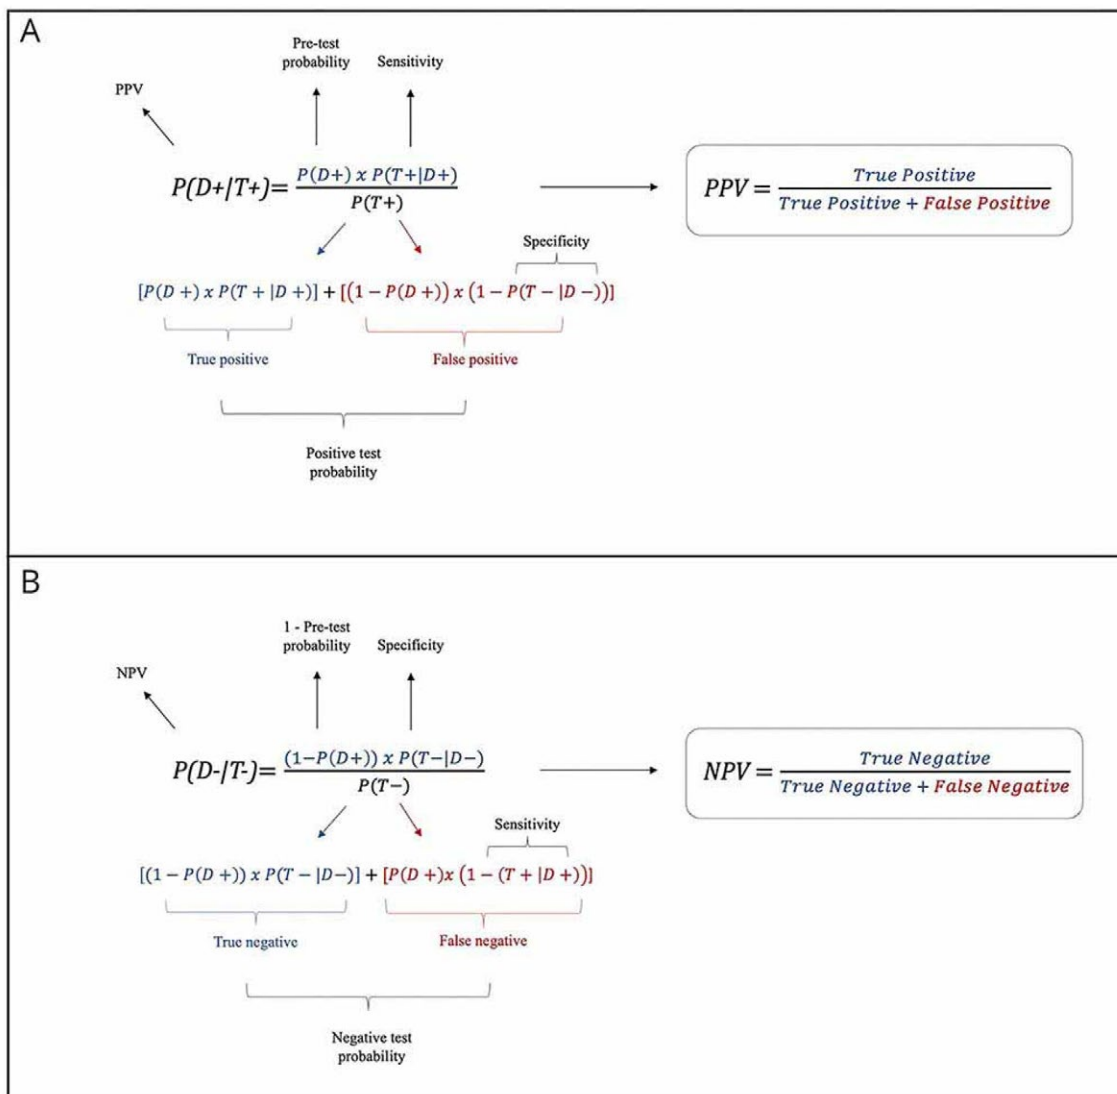 A
Pre-test
probability
Sensitivity
PPV
P(D+|T+)= P(D+) x P(T+|D+)
P(T+)
PPV = True Positive
True Positive + False Positive
Specificity
[P(D +) x P(T + |D +)] + [(1 − P(D +)) x (1 − P(T − |D −))]
True positive
False positive
Positive test
probability
B
1 - Pre-test
probability
Specificity
NPV
P(D-|T-)= (1−P(D+)) x P(T−|D−)
P(T−)
NPV = True Negative
True Negative + False Negative
Sensitivity
[(1 − P(D +)) x P(T − |D−)] + [P(D +)x (1 − (T + |D +))]
True negative
False negative
Negative test
probability